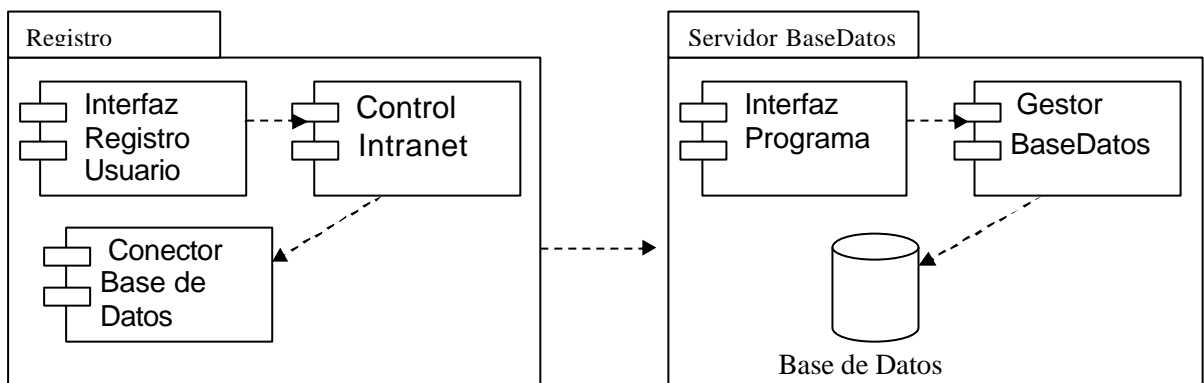 Registro
Interfaz
Registro
Usuario
Control
Intranet
Conector
Base de
Datos
Servidor BaseDatos
Interfaz
Programa
Gestor
BaseDatos
Base de Datos